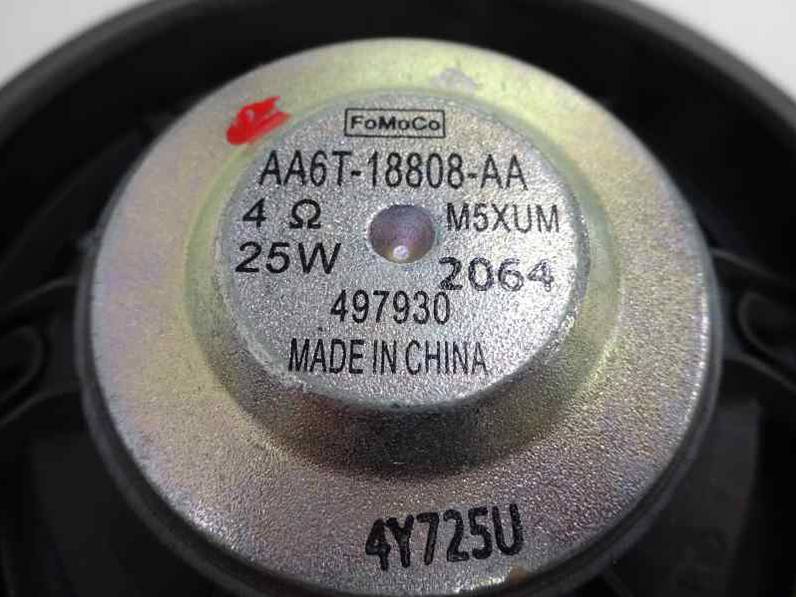 FoMoCo
AA6T-18808-AA
4 Ω M5XUM
25W 2064
497930
MADE IN CHINA
4Y725U